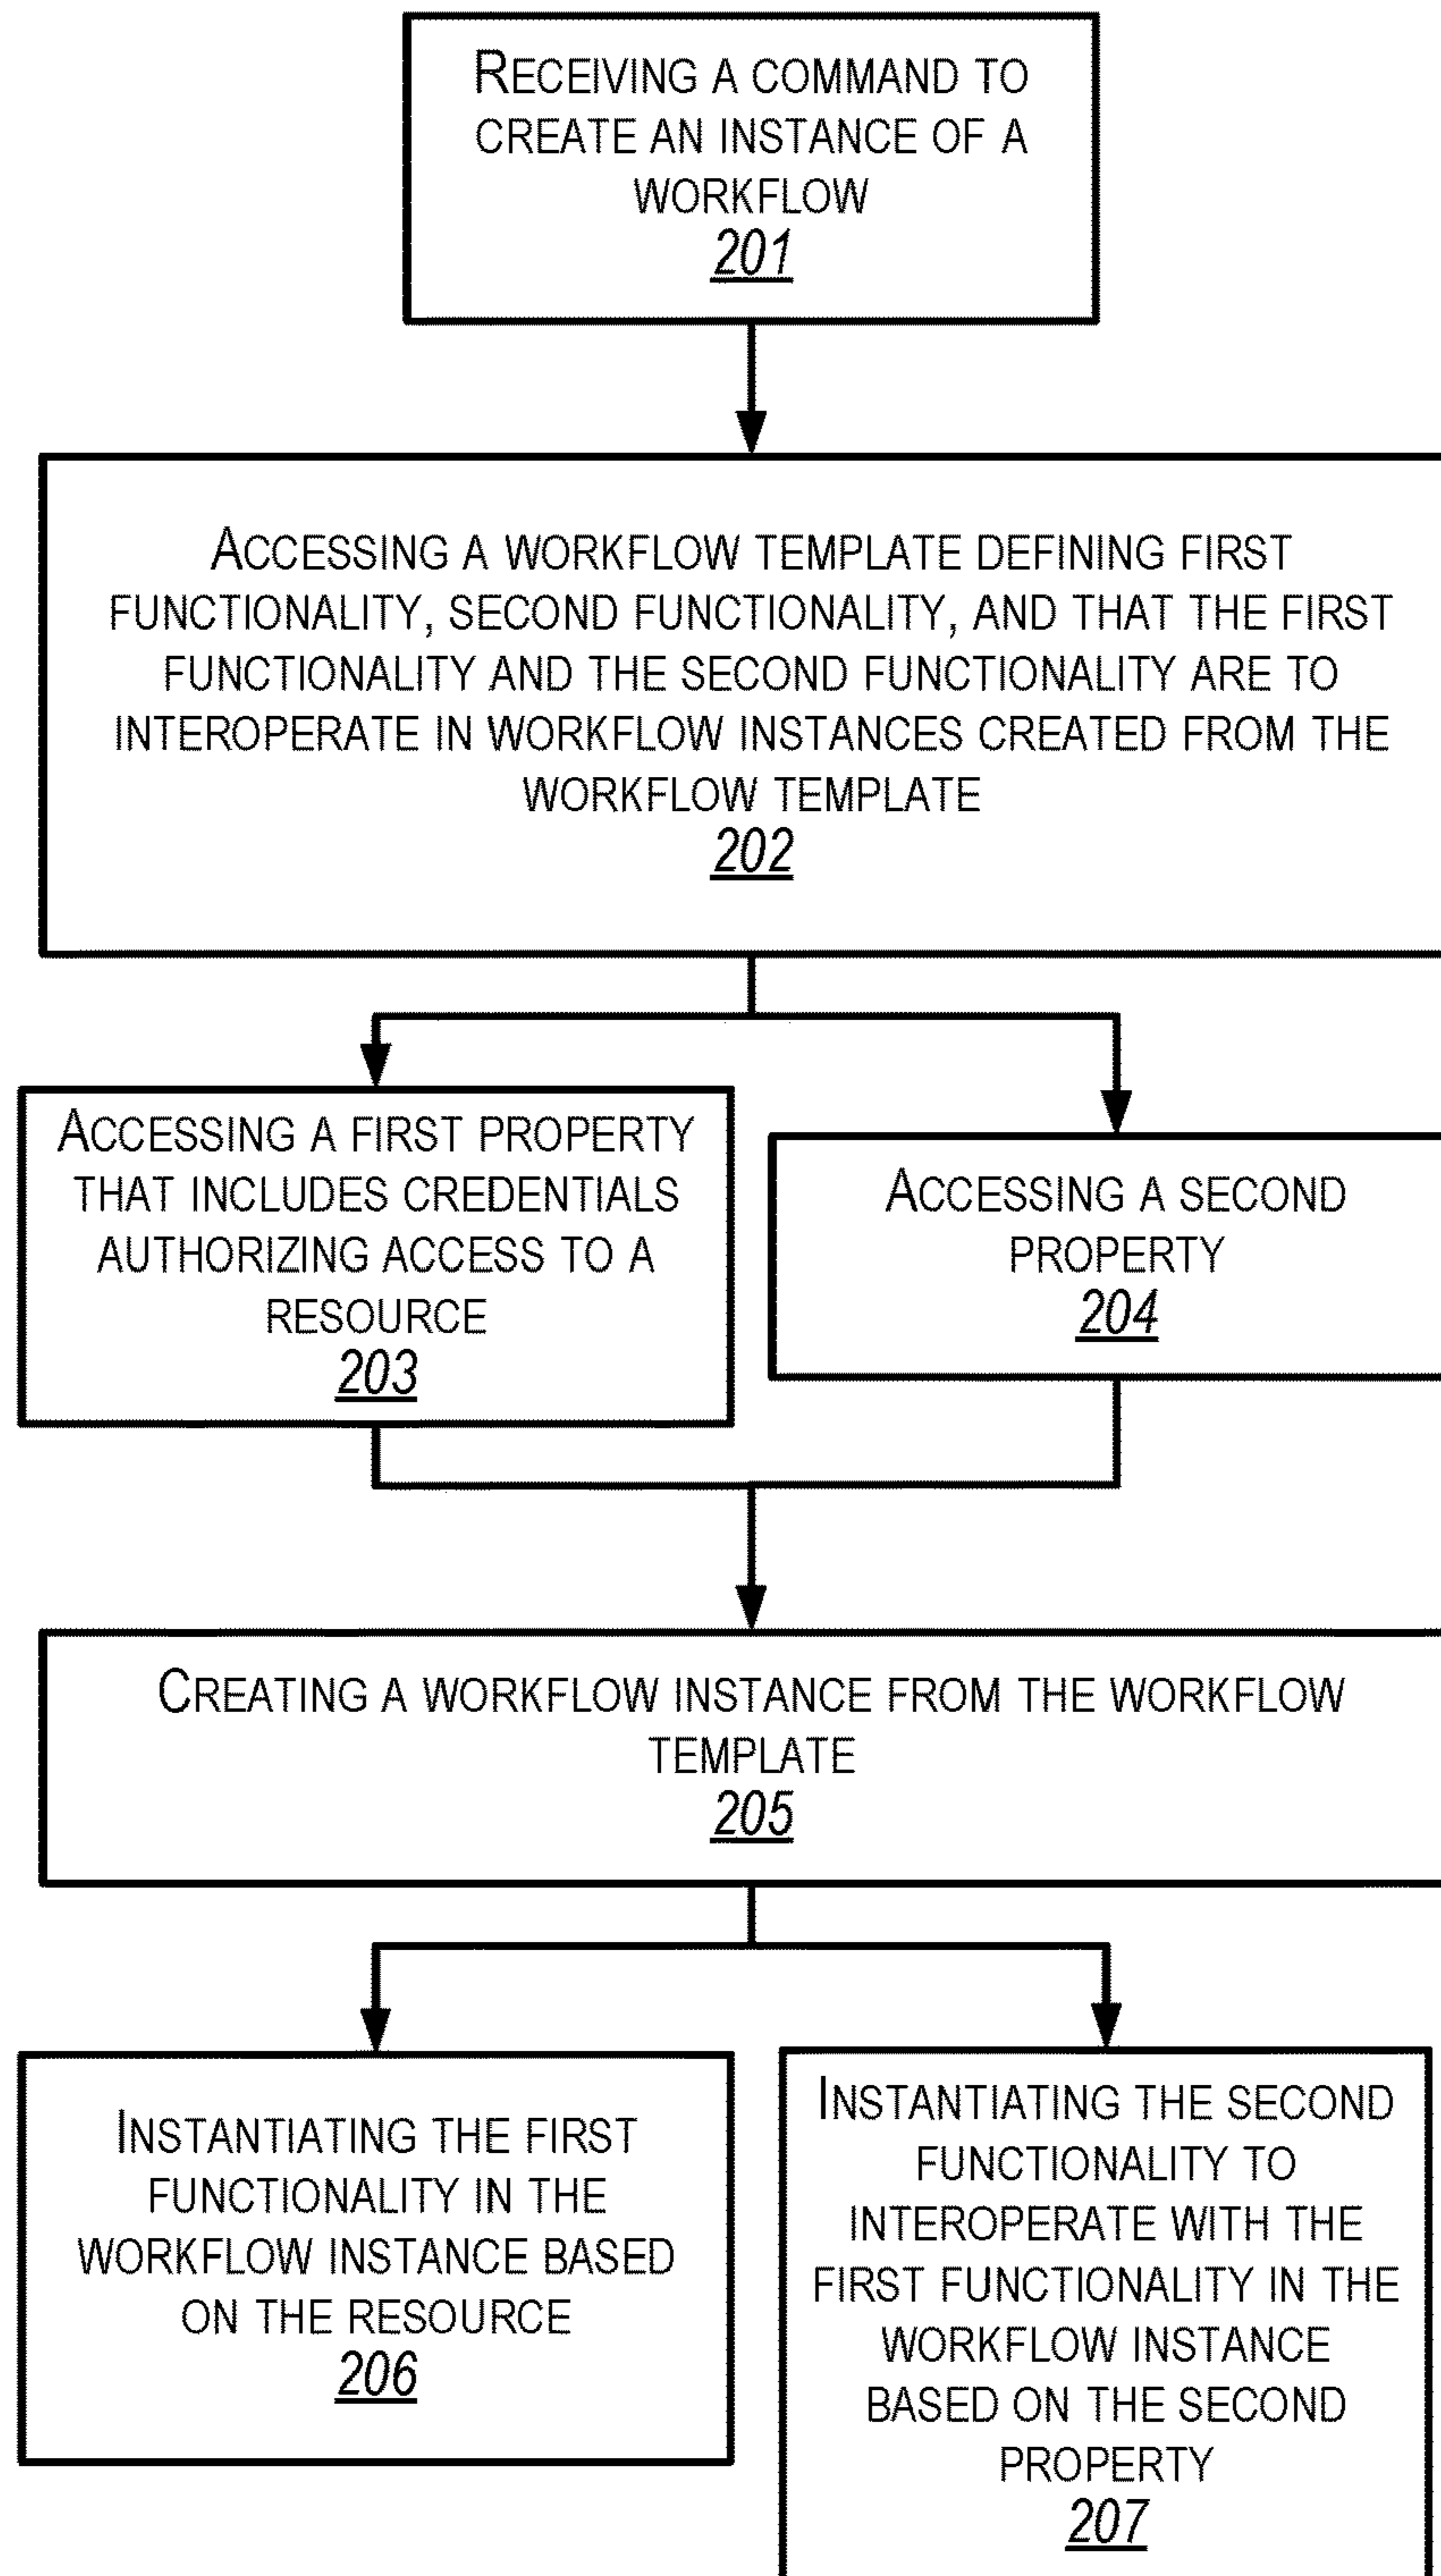 RECEIVING A COMMAND TO
CREATE AN INSTANCE OF A
WORKFLOW
201
ACCESSING A WORKFLOW TEMPLATE DEFINING FIRST
FUNCTIONALITY, SECOND FUNCTIONALITY, AND THAT THE FIRST
FUNCTIONALITY AND THE SECOND FUNCTIONALITY ARE TO
INTEROPERATE IN WORKFLOW INSTANCES CREATED FROM THE
WORKFLOW TEMPLATE
202
ACCESSING A FIRST PROPERTY
THAT INCLUDES CREDENTIALS
AUTHORIZING ACCESS TO A
RESOURCE
203
ACCESSING A SECOND
PROPERTY
204
CREATING A WORKFLOW INSTANCE FROM THE WORKFLOW
TEMPLATE
205
INSTANTIATING THE FIRST
FUNCTIONALITY IN THE
WORKFLOW INSTANCE BASED
ON THE RESOURCE
206
INSTANTIATING THE SECOND
FUNCTIONALITY TO
INTEROPERATE WITH THE
FIRST FUNCTIONALITY IN THE
WORKFLOW INSTANCE
BASED ON THE SECOND
PROPERTY
207